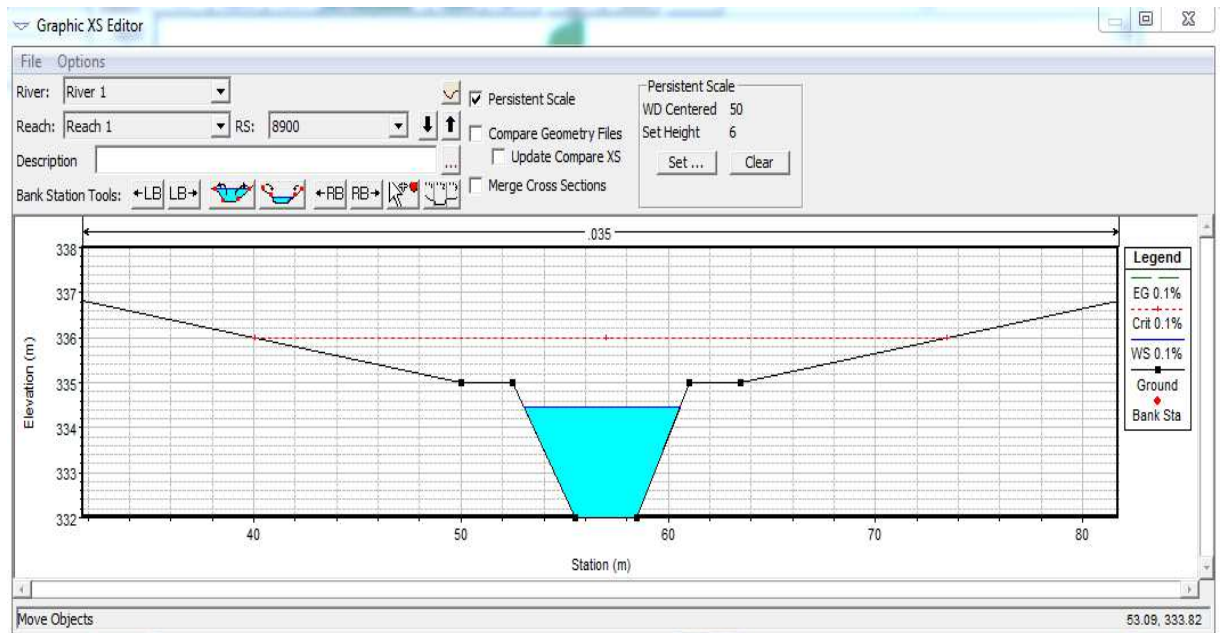 Graphic XS Editor
File Options
River: River 1
Reach: Reach 1 RS: 8900
Description ...
Bank Station Tools: LB LB RB RB
Persistent Scale
Compare Geometry Files
Update Compare XS
Merge Cross Sections
Persistent Scale
WD Centered 50
Set Height 6
Set ... Clear
.035
338
337
336
335
334
333
332
Elevation (m)
40 50 60 70 80
Station (m)
Legend
EG 0.1%
Crit 0.1%
WS 0.1%
Ground
Bank Sta
Move Objects 53.09, 333.82